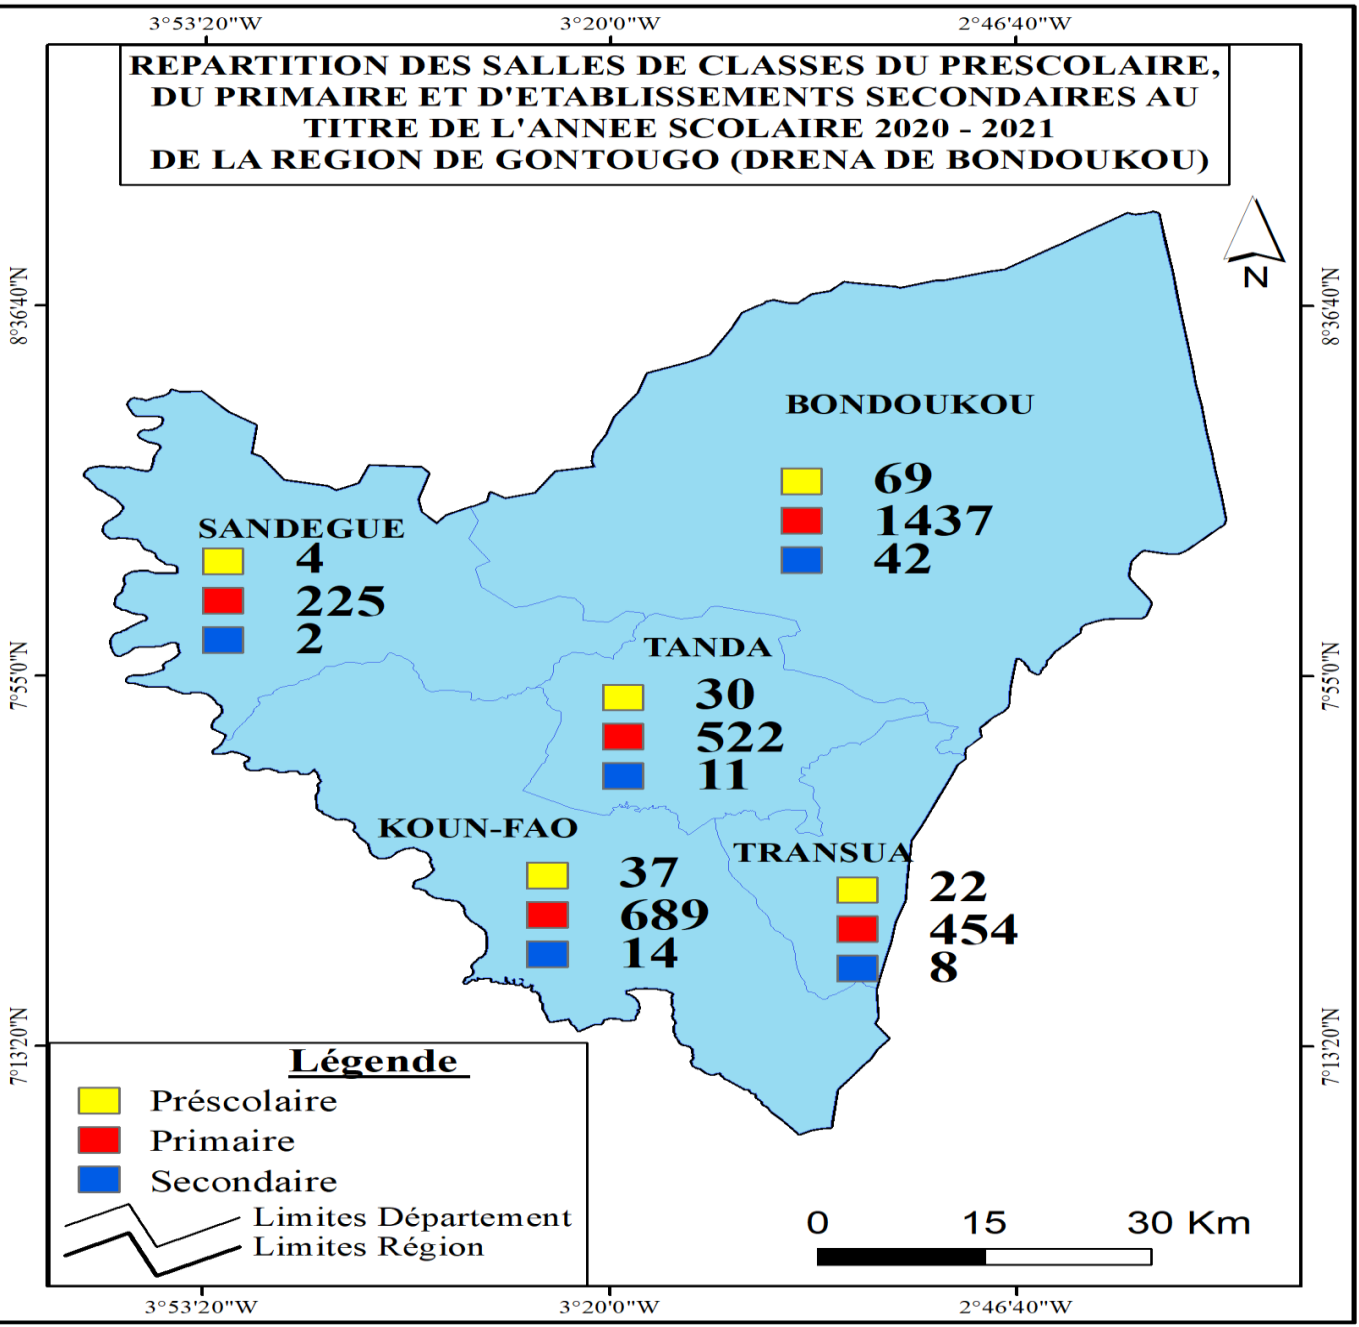 3°53'20"W 3°20'0"W 2°46'40"W
REPARTITION DES SALLES DE CLASSES DU PRESCOLAIRE,
DU PRIMAIRE ET D'ETABLISSEMENTS SECONDAIRES AU
TITRE DE L'ANNEE SCOLAIRE 2020 - 2021
DE LA REGION DE GONTOUGO (DRENA DE BONDOUKOU)
N
8°36'40"N
8°36'40"N
BONDOUKOU
69
1437
42
SANDEGUE
4
225
2
TANDA
30
522
11
7°55'0"N
7°55'0"N
KOUN-FAO
37
689
14
TRANSUA
22
454
8
7°13'20"N
7°13'20"N
Légende
Préscolaire
Primaire
Secondaire
Limites Département
Limites Région
0 15 30 Km
3°53'20"W 3°20'0"W 2°46'40"W